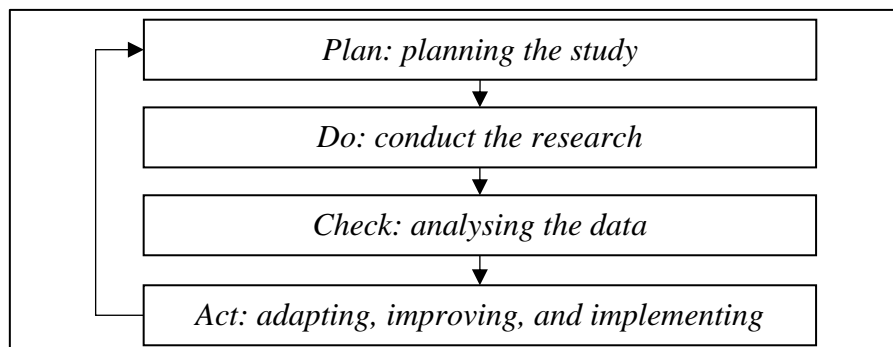 Plan: planning the study
Do: conduct the research
Check: analysing the data
Act: adapting, improving, and implementing